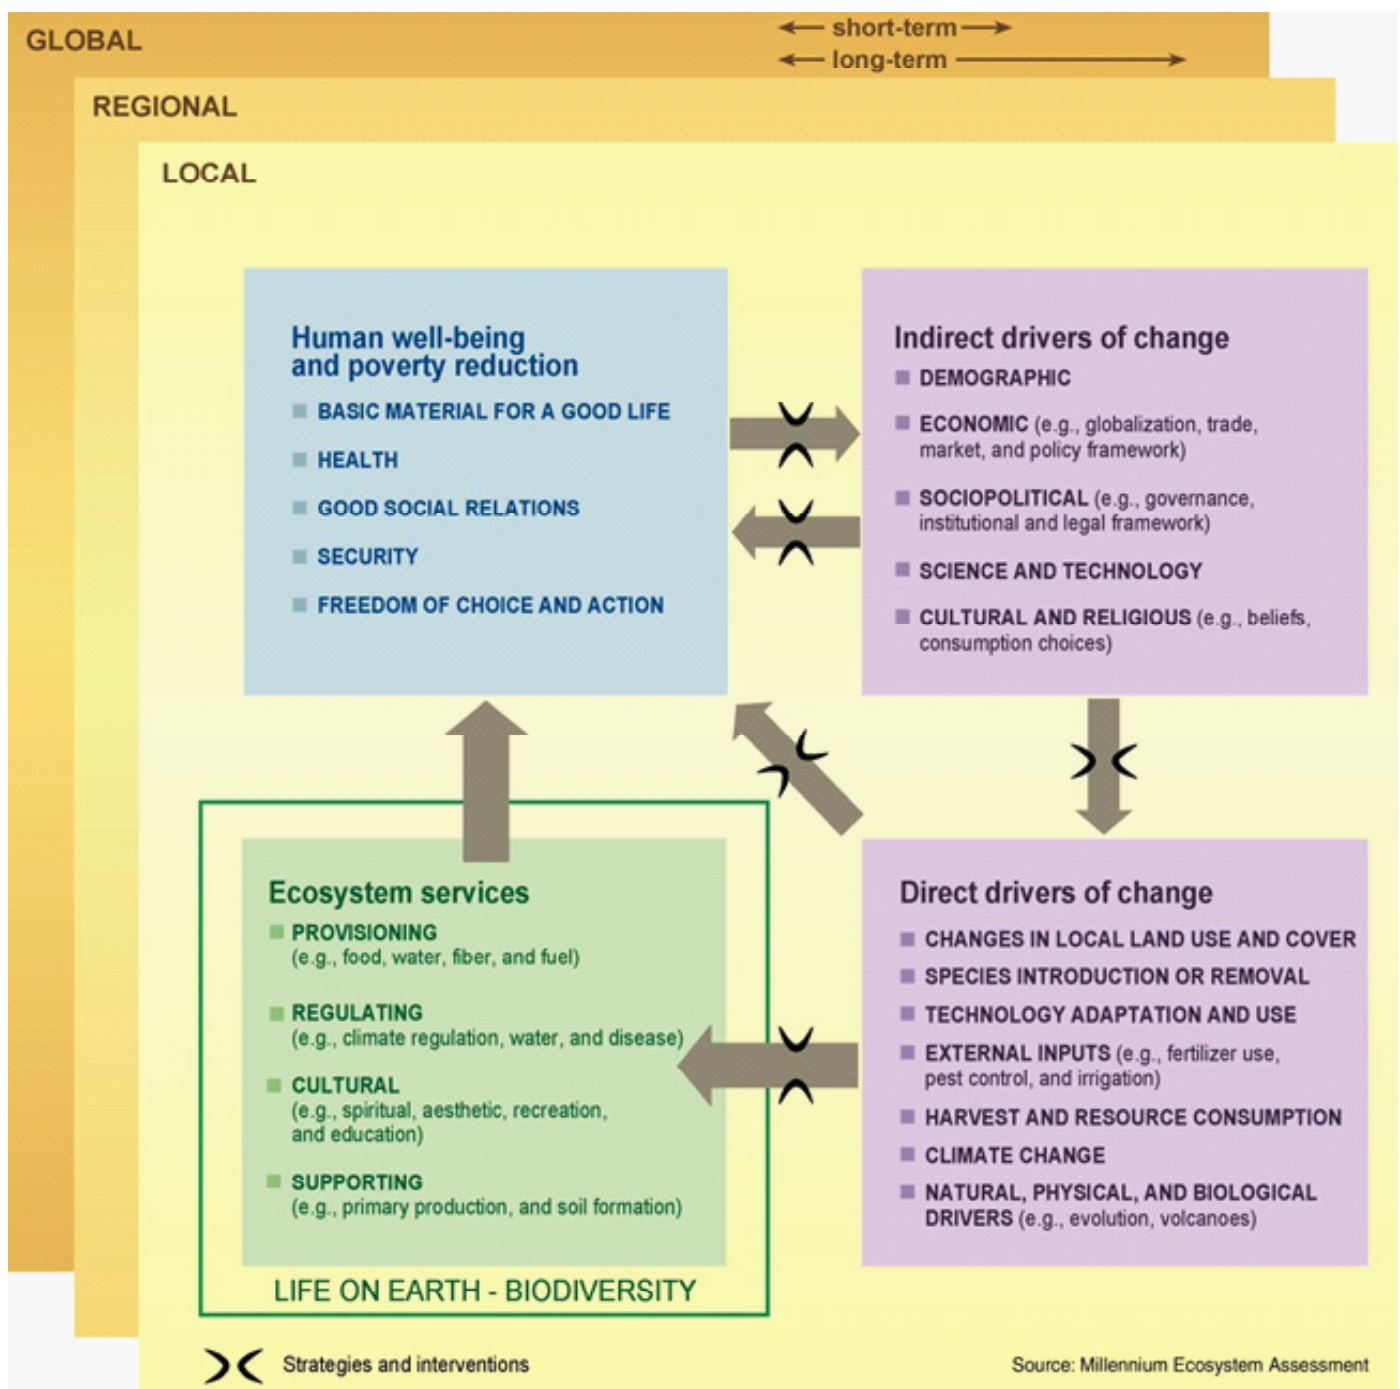 GLOBAL
short-term
long-term
REGIONAL
LOCAL
Human well-being
and poverty reduction
BASIC MATERIAL FOR A GOOD LIFE
HEALTH
GOOD SOCIAL RELATIONS
SECURITY
FREEDOM OF CHOICE AND ACTION
Indirect drivers of change
DEMOGRAPHIC
ECONOMIC (e.g., globalization, trade,
market, and policy framework)
SOCIOPOLITICAL (e.g., governance,
institutional and legal framework)
SCIENCE AND TECHNOLOGY
CULTURAL AND RELIGIOUS (e.g., beliefs,
consumption choices)
Ecosystem services
PROVISIONING
(e.g., food, water, fiber, and fuel)
REGULATING
(e.g., climate regulation, water, and disease)
CULTURAL
(e.g., spiritual, aesthetic, recreation,
and education)
SUPPORTING
(e.g., primary production, and soil formation)
LIFE ON EARTH - BIODIVERSITY
Direct drivers of change
CHANGES IN LOCAL LAND USE AND COVER
SPECIES INTRODUCTION OR REMOVAL
TECHNOLOGY ADAPTATION AND USE
EXTERNAL INPUTS (e.g., fertilizer use,
pest control, and irrigation)
HARVEST AND RESOURCE CONSUMPTION
CLIMATE CHANGE
NATURAL, PHYSICAL, AND BIOLOGICAL
DRIVERS (e.g., evolution, volcanoes)
Strategies and interventions
Source: Millennium Ecosystem Assessment